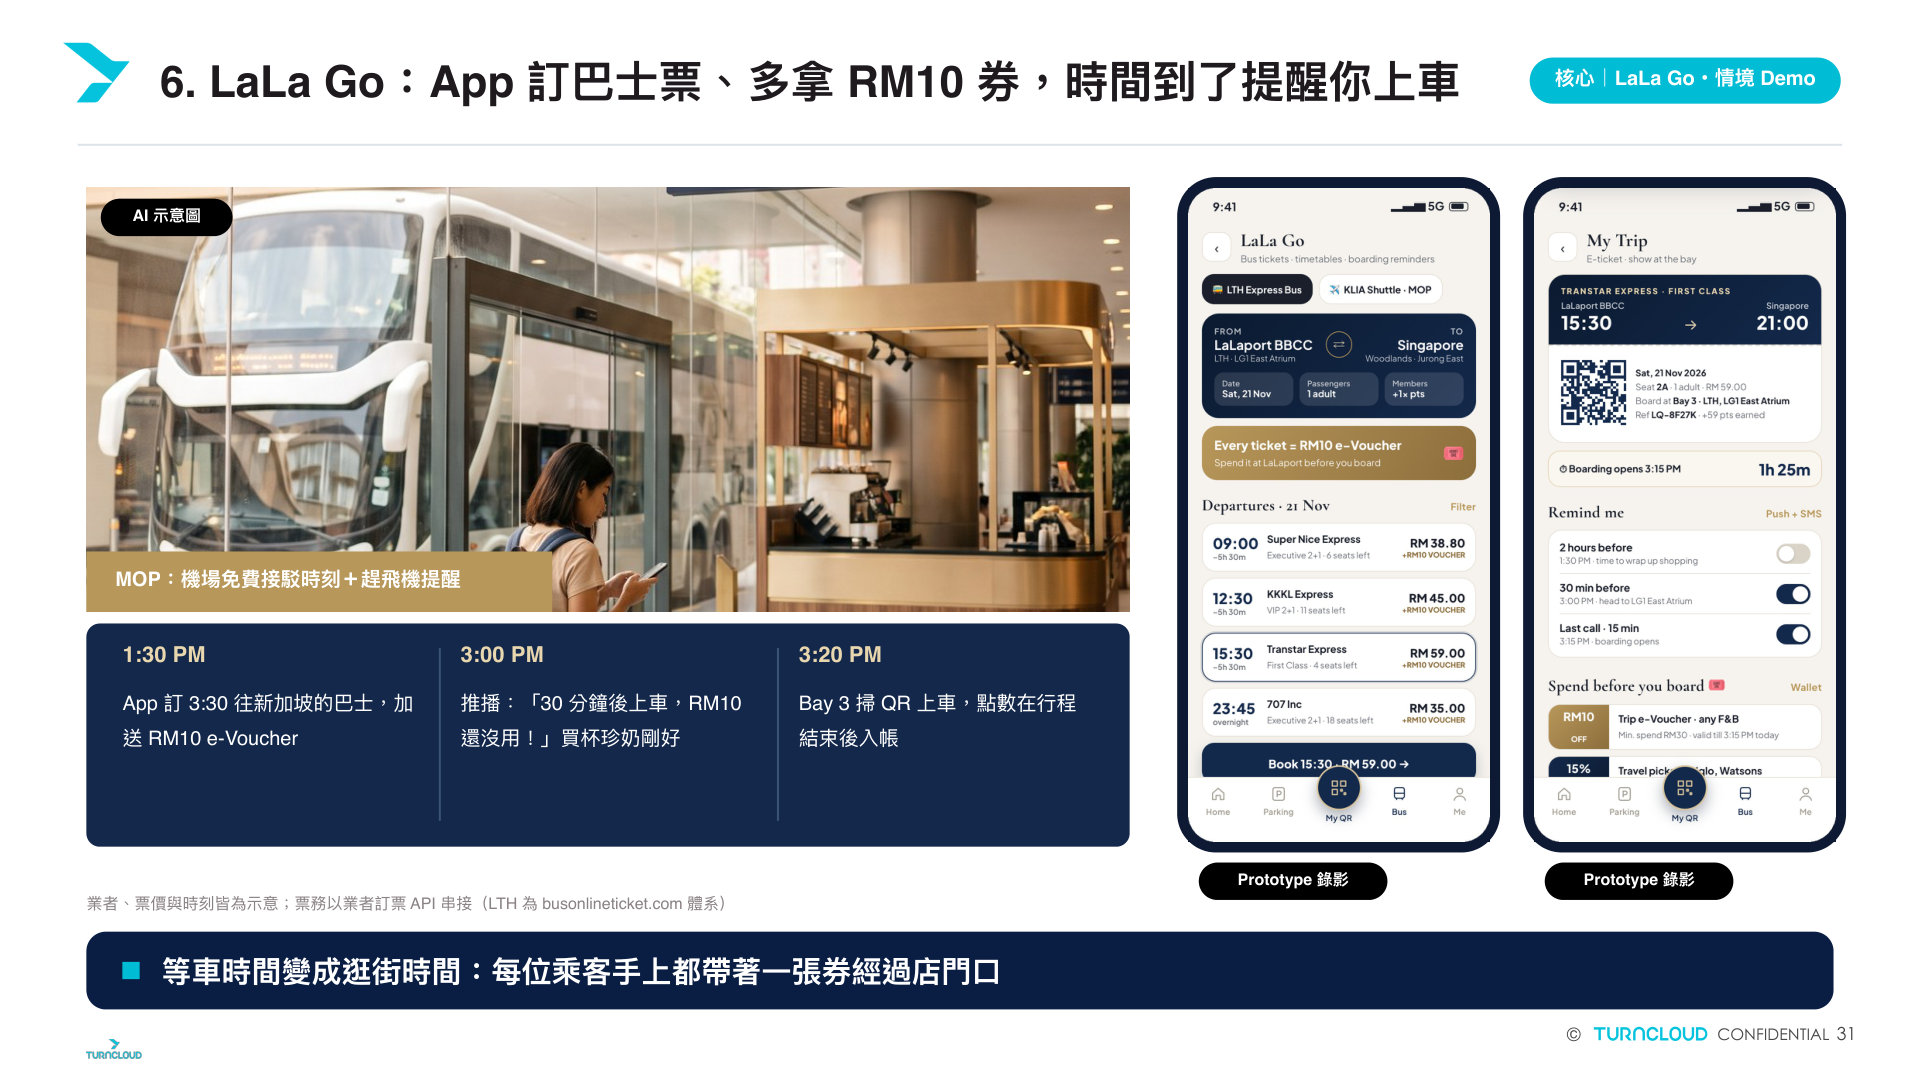 6. LaLa Go：App 訂巴士票、多拿 RM10 券，時間到了提醒你上車
核心｜LaLa Go・情境 Demo
AI 示意圖
MOP：機場免費接駁時刻＋趕飛機提醒
1:30 PM
App 訂 3:30 往新加坡的巴士，加
送 RM10 e-Voucher
3:00 PM
推播：「30 分鐘後上車，RM10
還沒用！」買杯珍奶剛好
3:20 PM
Bay 3 掃 QR 上車，點數在行程
結束後入帳
9:41
5G
LaLa Go
Bus tickets · timetables · boarding reminders
LTH Express Bus
KLIA Shuttle · MOP
FROM
TO
LaLaport BBCC
Singapore
LTH · LG1 East Atrium
Woodlands · Jurong East
Date
Sat, 21 Nov
Passengers
1 adult
Members
+1× pts
Every ticket = RM10 e-Voucher
Spend it at LaLaport before you board
Departures · 21 Nov
Filter
09:00
~5h 30m
Super Nice Express
Executive 2+1 · 6 seats left
RM 38.80
+RM10 VOUCHER
12:30
~5h 30m
KKKL Express
VIP 2+1 · 11 seats left
RM 45.00
+RM10 VOUCHER
15:30
~5h 30m
Transtar Express
First Class · 4 seats left
RM 59.00
+RM10 VOUCHER
23:45
overnight
707 Inc
Executive 2+1 · 18 seats left
RM 35.00
+RM10 VOUCHER
Book 15:30 · RM 59.00 →
Home
Parking
My QR
Bus
Me
Prototype 錄影
9:41
5G
My Trip
E-ticket · show at the bay
TRANSTAR EXPRESS · FIRST CLASS
LaLaport BBCC
Singapore
15:30
→
21:00
Sat, 21 Nov 2026
Seat 2A · 1 adult · RM 59.00
Board at Bay 3 · LTH, LG1 East Atrium
Ref LQ-8F27K · +59 pts earned
Boarding opens 3:15 PM
1h 25m
Remind me
Push + SMS
2 hours before
1:30 PM · time to wrap up shopping
30 min before
3:00 PM · head to LG1 East Atrium
Last call · 15 min
3:15 PM · boarding opens
Spend before you board
Wallet
RM10
OFF
Trip e-Voucher · any F&B
Min. spend RM30 · valid till 3:15 PM today
15%
Travel pick
glo, Watsons
Home
Parking
My QR
Bus
Me
Prototype 錄影
業者、票價與時刻皆為示意；票務以業者訂票 API 串接（LTH 為 busonlineticket.com 體系）
等車時間變成逛街時間：每位乘客手上都帶著一張券經過店門口
TURNCLOUD
© TURNCLOUD CONFIDENTIAL 31